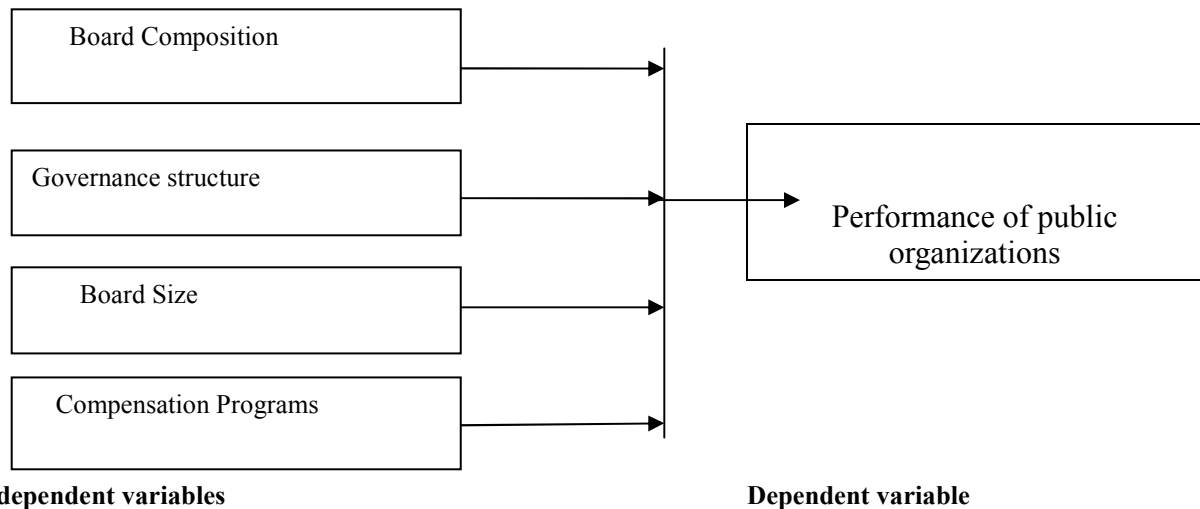 Board Composition
Governance structure
Board Size
Compensation Programs
Performance of public
organizations
dependent variables
Dependent variable